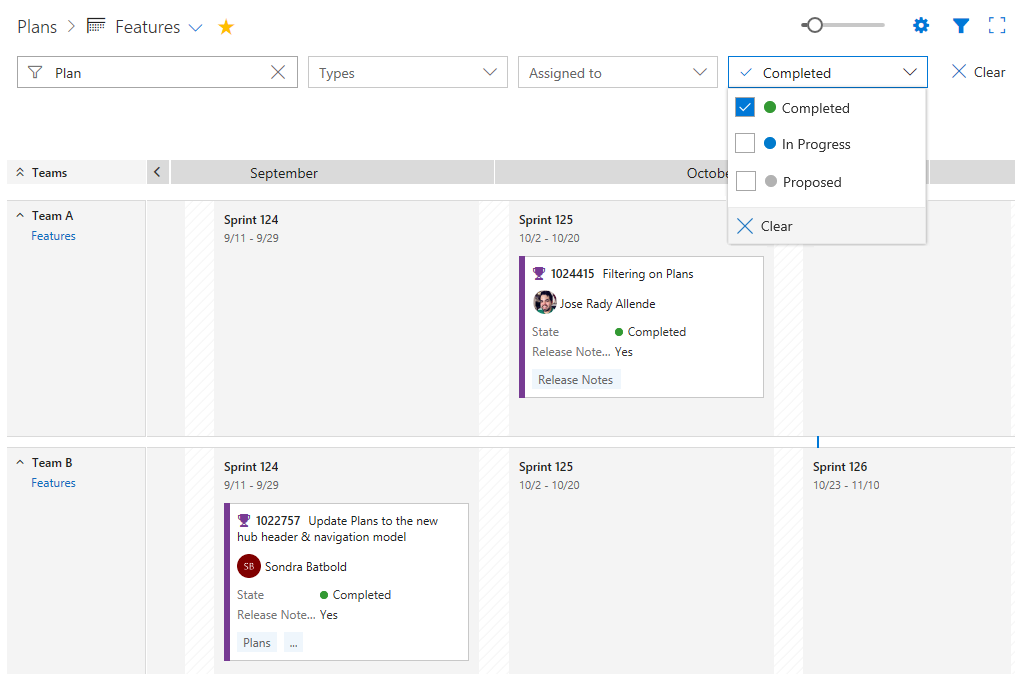 Plans > Features
Plan
Types
Assigned to
Completed
Clear
Completed
In Progress
Proposed
Clear
Teams
September
Octobe
Team A
Features
Sprint 124
9/11 - 9/29
Sprint 125
10/2 - 10/20
1024415 Filtering on Plans
Jose Rady Allende
State Completed
Release Note... Yes
Release Notes
Team B
Features
Sprint 124
9/11 - 9/29
1022757 Update Plans to the new
hub header & navigation model
SB Sondra Batbold
State Completed
Release Note... Yes
Plans ...
Sprint 125
10/2 - 10/20
Sprint 126
10/23 - 11/10